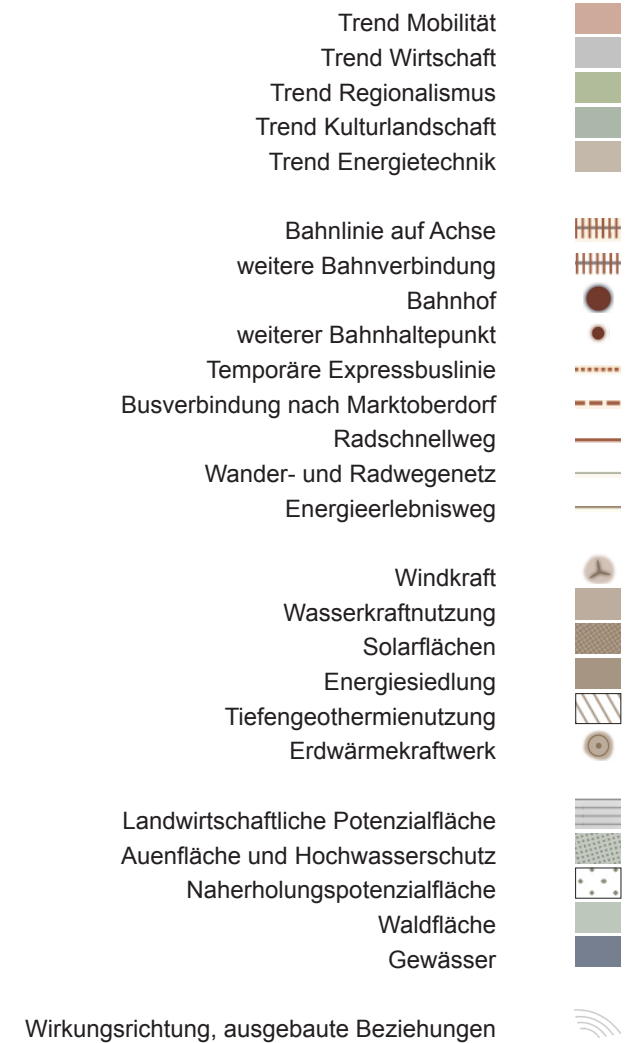 Trend Mobilität
Trend Wirtschaft
Trend Regionalismus
Trend Kulturlandschaft
Trend Energietechnik
Bahnlinie auf Achse
weitere Bahnverbindung
Bahnhof
weiterer Bahnhaltepunkt
Temporäre Expressbuslinie
Busverbindung nach Marktoberdorf
Radschnellweg
Wander- und Radwegenetz
Energieerlebnisweg
Windkraft
Wasserkraftnutzung
Solarflächen
Energiesiedlung
Tiefengeothermienutzung
Erdwärmekraftwerk
Landwirtschaftliche Potenzialfläche
Auenfläche und Hochwasserschutz
Naherholungspotenzialfläche
Waldfläche
Gewässer
Wirkungsrichtung, ausgebaute Beziehungen